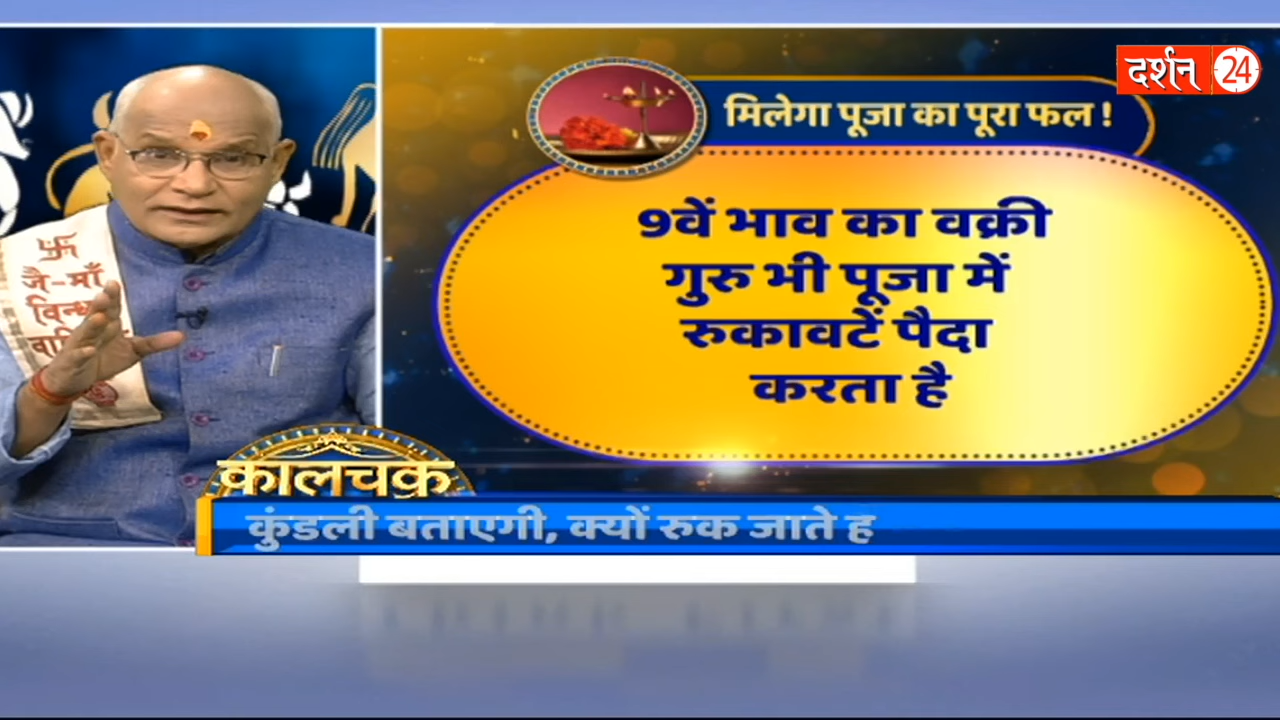 दर्शन 24
मिलेगा पूजा का पूरा फल !
9वें भाव का वक्री
गुरु भी पूजा में
रुकावटें पैदा
करता है
जै-माँ
कालचक्र
कुंडली बताएगी, क्यों रुक जाते ह